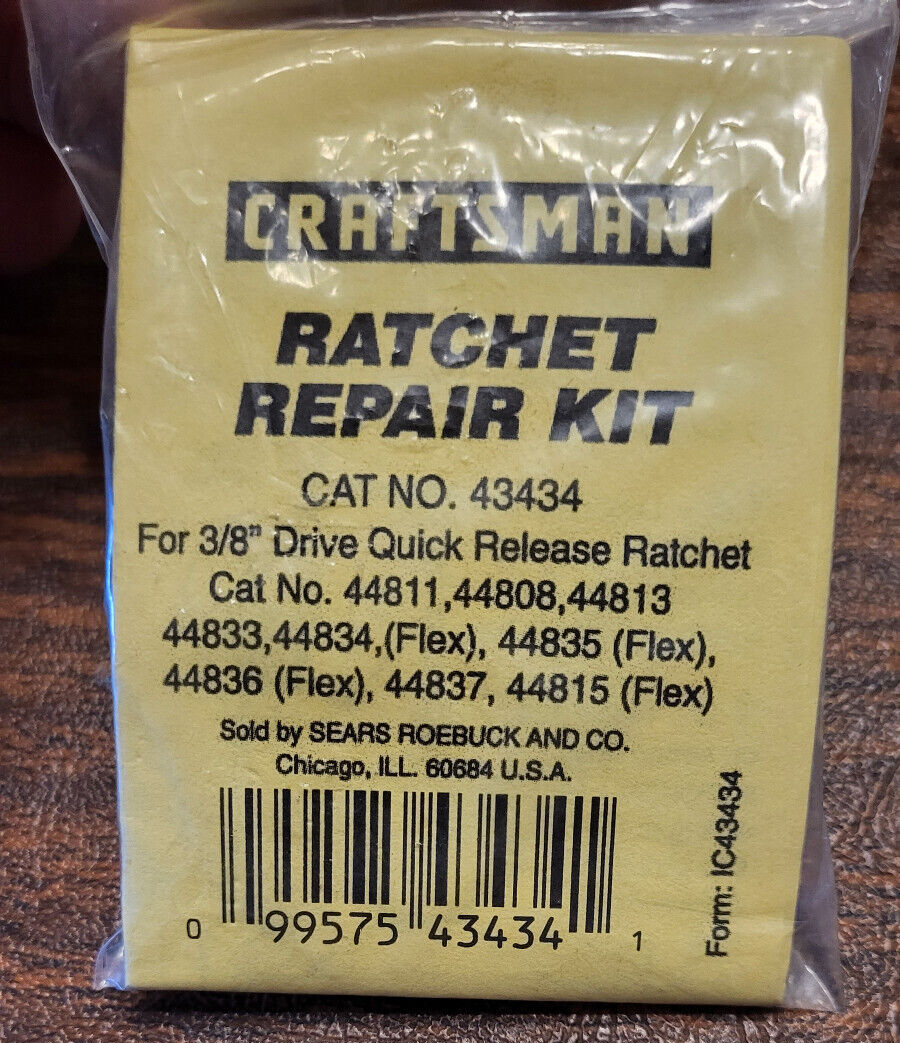 CRAFTSMAN
RATCHET
REPAIR KIT
CAT NO. 43434
For 3/8" Drive Quick Release Ratchet
Cat No. 44811,44808,44813
44833,44834,(Flex), 44835 (Flex),
44836 (Flex), 44837, 44815 (Flex)
Sold by SEARS ROEBUCK AND CO.
Chicago, ILL. 60684 U.S.A.
0 99575 43434 1
Form: IC43434